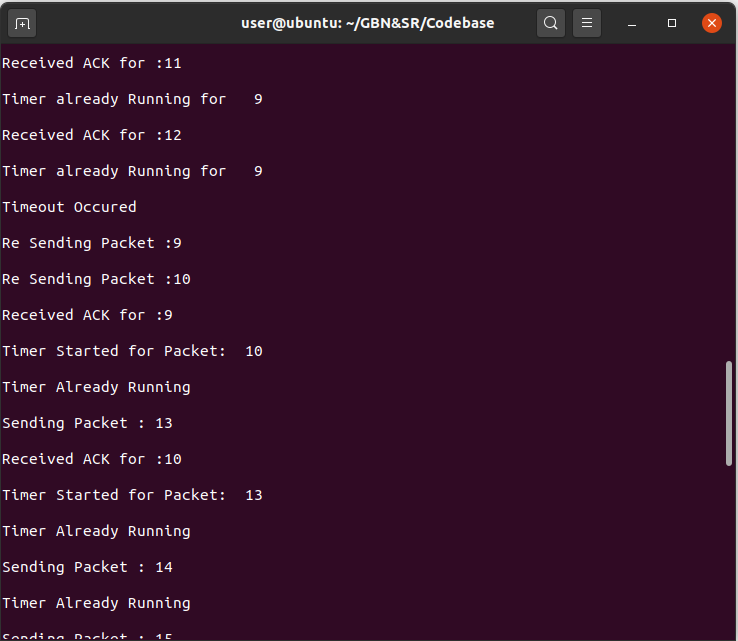 user@ubuntu: ~/GBN&SR/Codebase
Received ACK for :11
Timer already Running for   9
Received ACK for :12
Timer already Running for   9
Timeout Occured
Re Sending Packet :9
Re Sending Packet :10
Received ACK for :9
Timer Started for Packet:  10
Timer Already Running
Sending Packet : 13
Received ACK for :10
Timer Started for Packet:  13
Timer Already Running
Sending Packet : 14
Timer Already Running
Sending Packet : 15